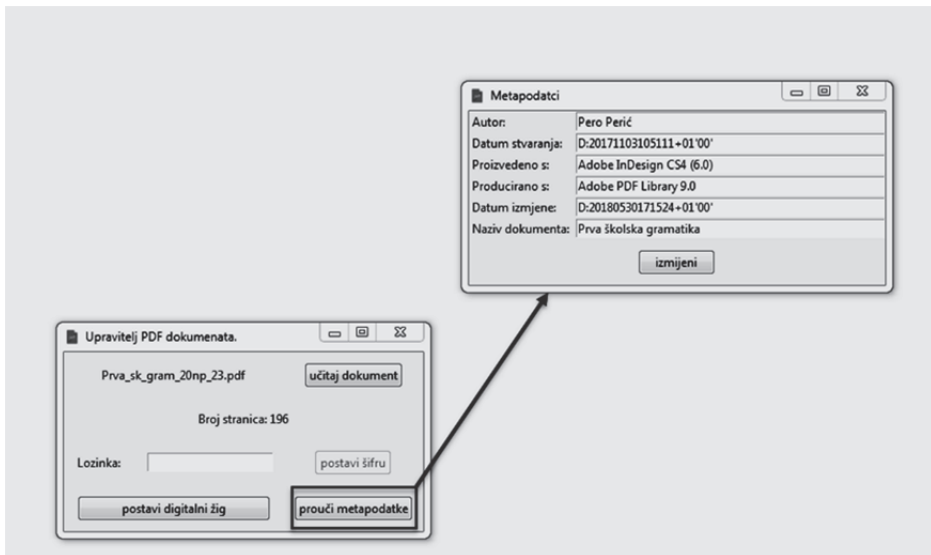 Metapodatci
Autor: Pero Perić
Datum stvaranja: D:20171103105111+01'00'
Proizvedeno s: Adobe InDesign CS4 (6.0)
Producirano s: Adobe PDF Library 9.0
Datum izmjene: D:20180530171524+01'00'
Naziv dokumenta: Prva školska gramatika
izmijeni
Upravitelj PDF dokumenata.
Prva_sk_gram_20np_23.pdf učitaj dokument
Broj stranica: 196
Lozinka: postavi šifru
postavi digitalni žig prouči metapodatke